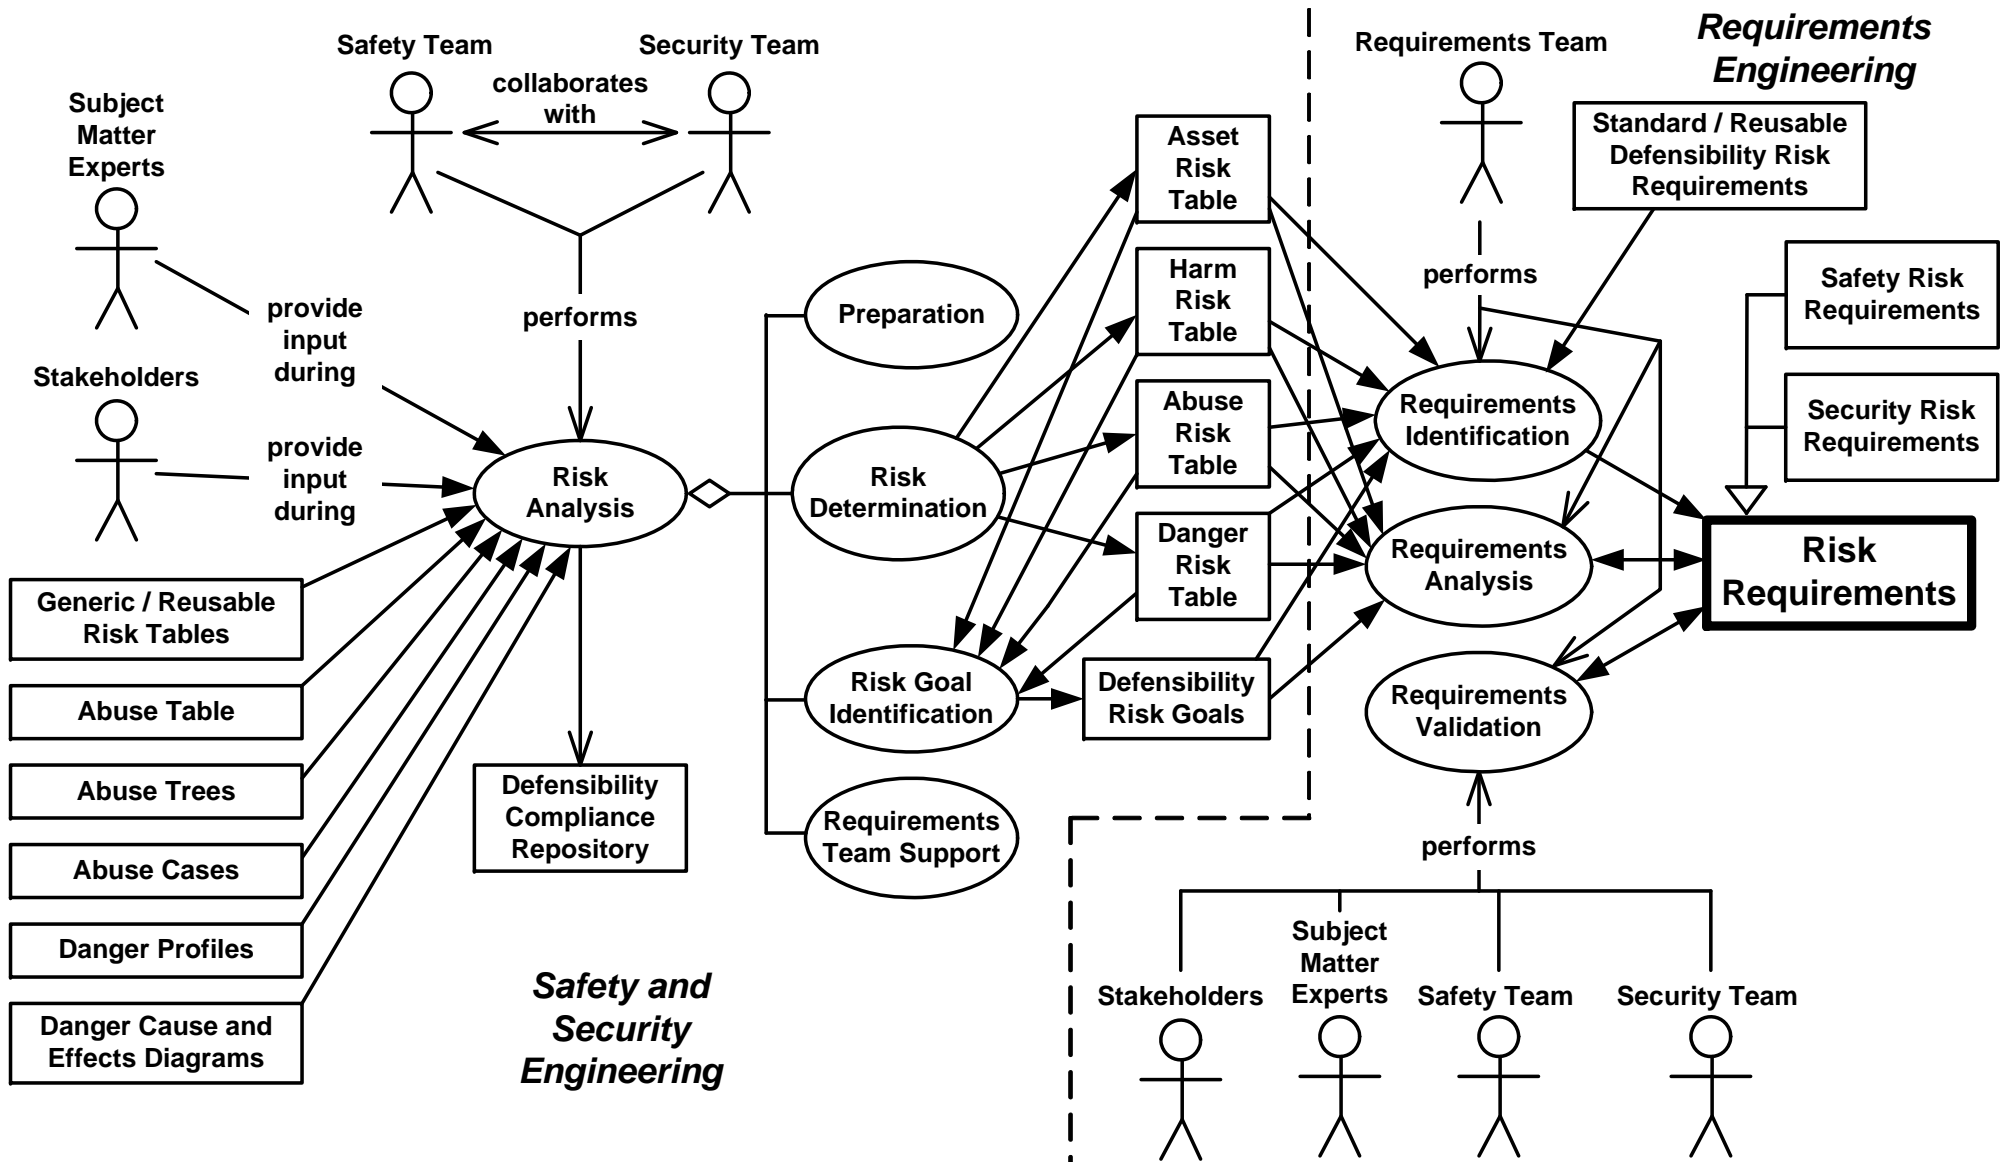 Safety Team
Security Team
collaborates
with
Subject
Matter
Experts
Stakeholders
provide
input
during
provide
input
during
performs
Risk
Analysis
Generic / Reusable
Risk Tables
Abuse Table
Abuse Trees
Abuse Cases
Danger Profiles
Danger Cause and
Effects Diagrams
Defensibility
Compliance
Repository
Safety and
Security
Engineering
Preparation
Risk
Determination
Risk Goal
Identification
Requirements
Team Support
Asset
Risk
Table
Harm
Risk
Table
Abuse
Risk
Table
Danger
Risk
Table
Defensibility
Risk Goals
Requirements Team
Requirements
Engineering
Standard / Reusable
Defensibility Risk
Requirements
performs
Safety Risk
Requirements
Security Risk
Requirements
Requirements
Identification
Requirements
Analysis
Requirements
Validation
Risk
Requirements
performs
Stakeholders
Subject
Matter
Experts
Safety Team
Security Team